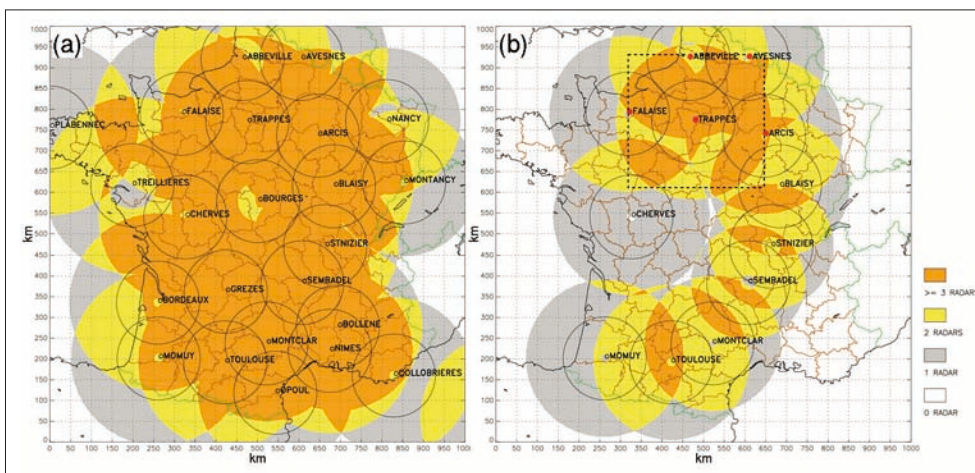 (a)
1000
950
900
850
800
750
700
650
600
550
500
450
400
350
300
250
200
150
100
50
0
km
ABBEVILLE
AVESNES
FALAISE
TRAPPES
NANCY
PLABENNEC
ARCIS
TREILLIERES
BLAISY
MONTANCY
BOURGES
CHERVES
STNIZIER
SEMBADEL
GREZES
BORDEAUX
BOLLENE
MONTCLAR
NIMES
MOMUY
TOULOUSE
COLLOBRIERES
OPOUL
0 50 100 150 200 250 300 350 400 450 500 550 600 650 700 750 800 850 900 950 1000
km
(b)
1000
950
900
850
800
750
700
650
600
550
500
450
400
350
300
250
200
150
100
50
0
km
ABBEVILLE
AVESNES
FALAISE
TRAPPES
ARCIS
BLAISY
CHERVES
STNIZIER
SEMBADEL
MONTCLAR
MOMUY
TOULOUSE
0 50 100 150 200 250 300 350 400 450 500 550 600 650 700 750 800 850 900 950 1000
km
>= 3 RADARS
2 RADARS
1 RADAR
0 RADAR